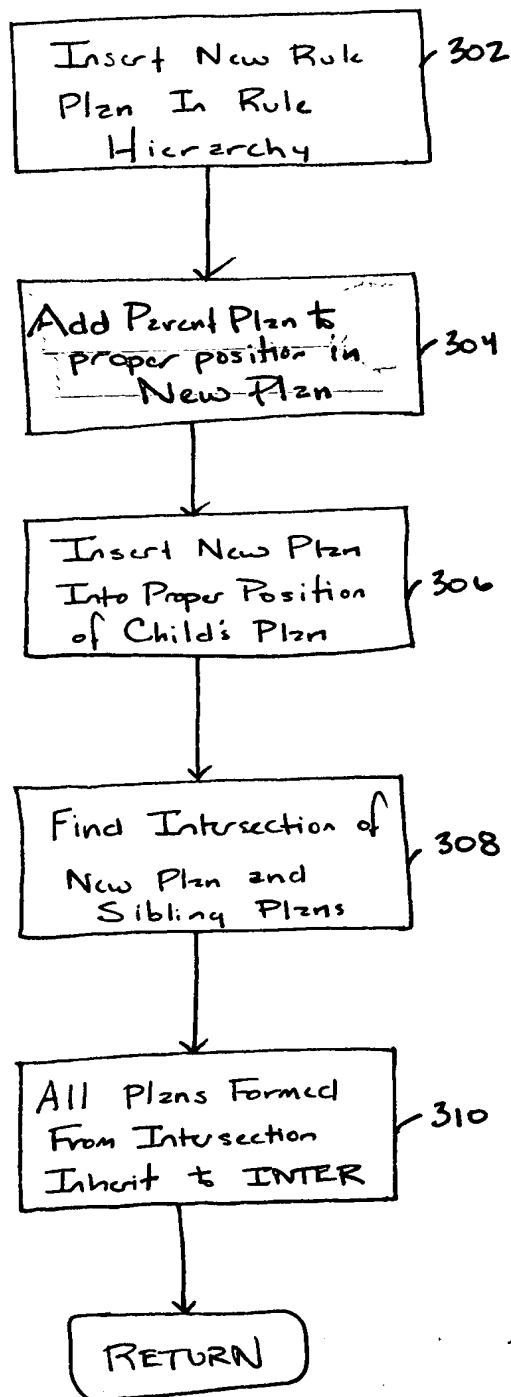 Insert New Rule
Plan In Rule
Hierarchy
302
Add Parent Plan to
proper position in
New Plan
304
Insert New Plan
Into Proper Position
of Child's Plan
306
Find Intersection of
New Plan and
Sibling Plans
308
All Plans Formed
From Intersection
Inherit to INTER
310
RETURN